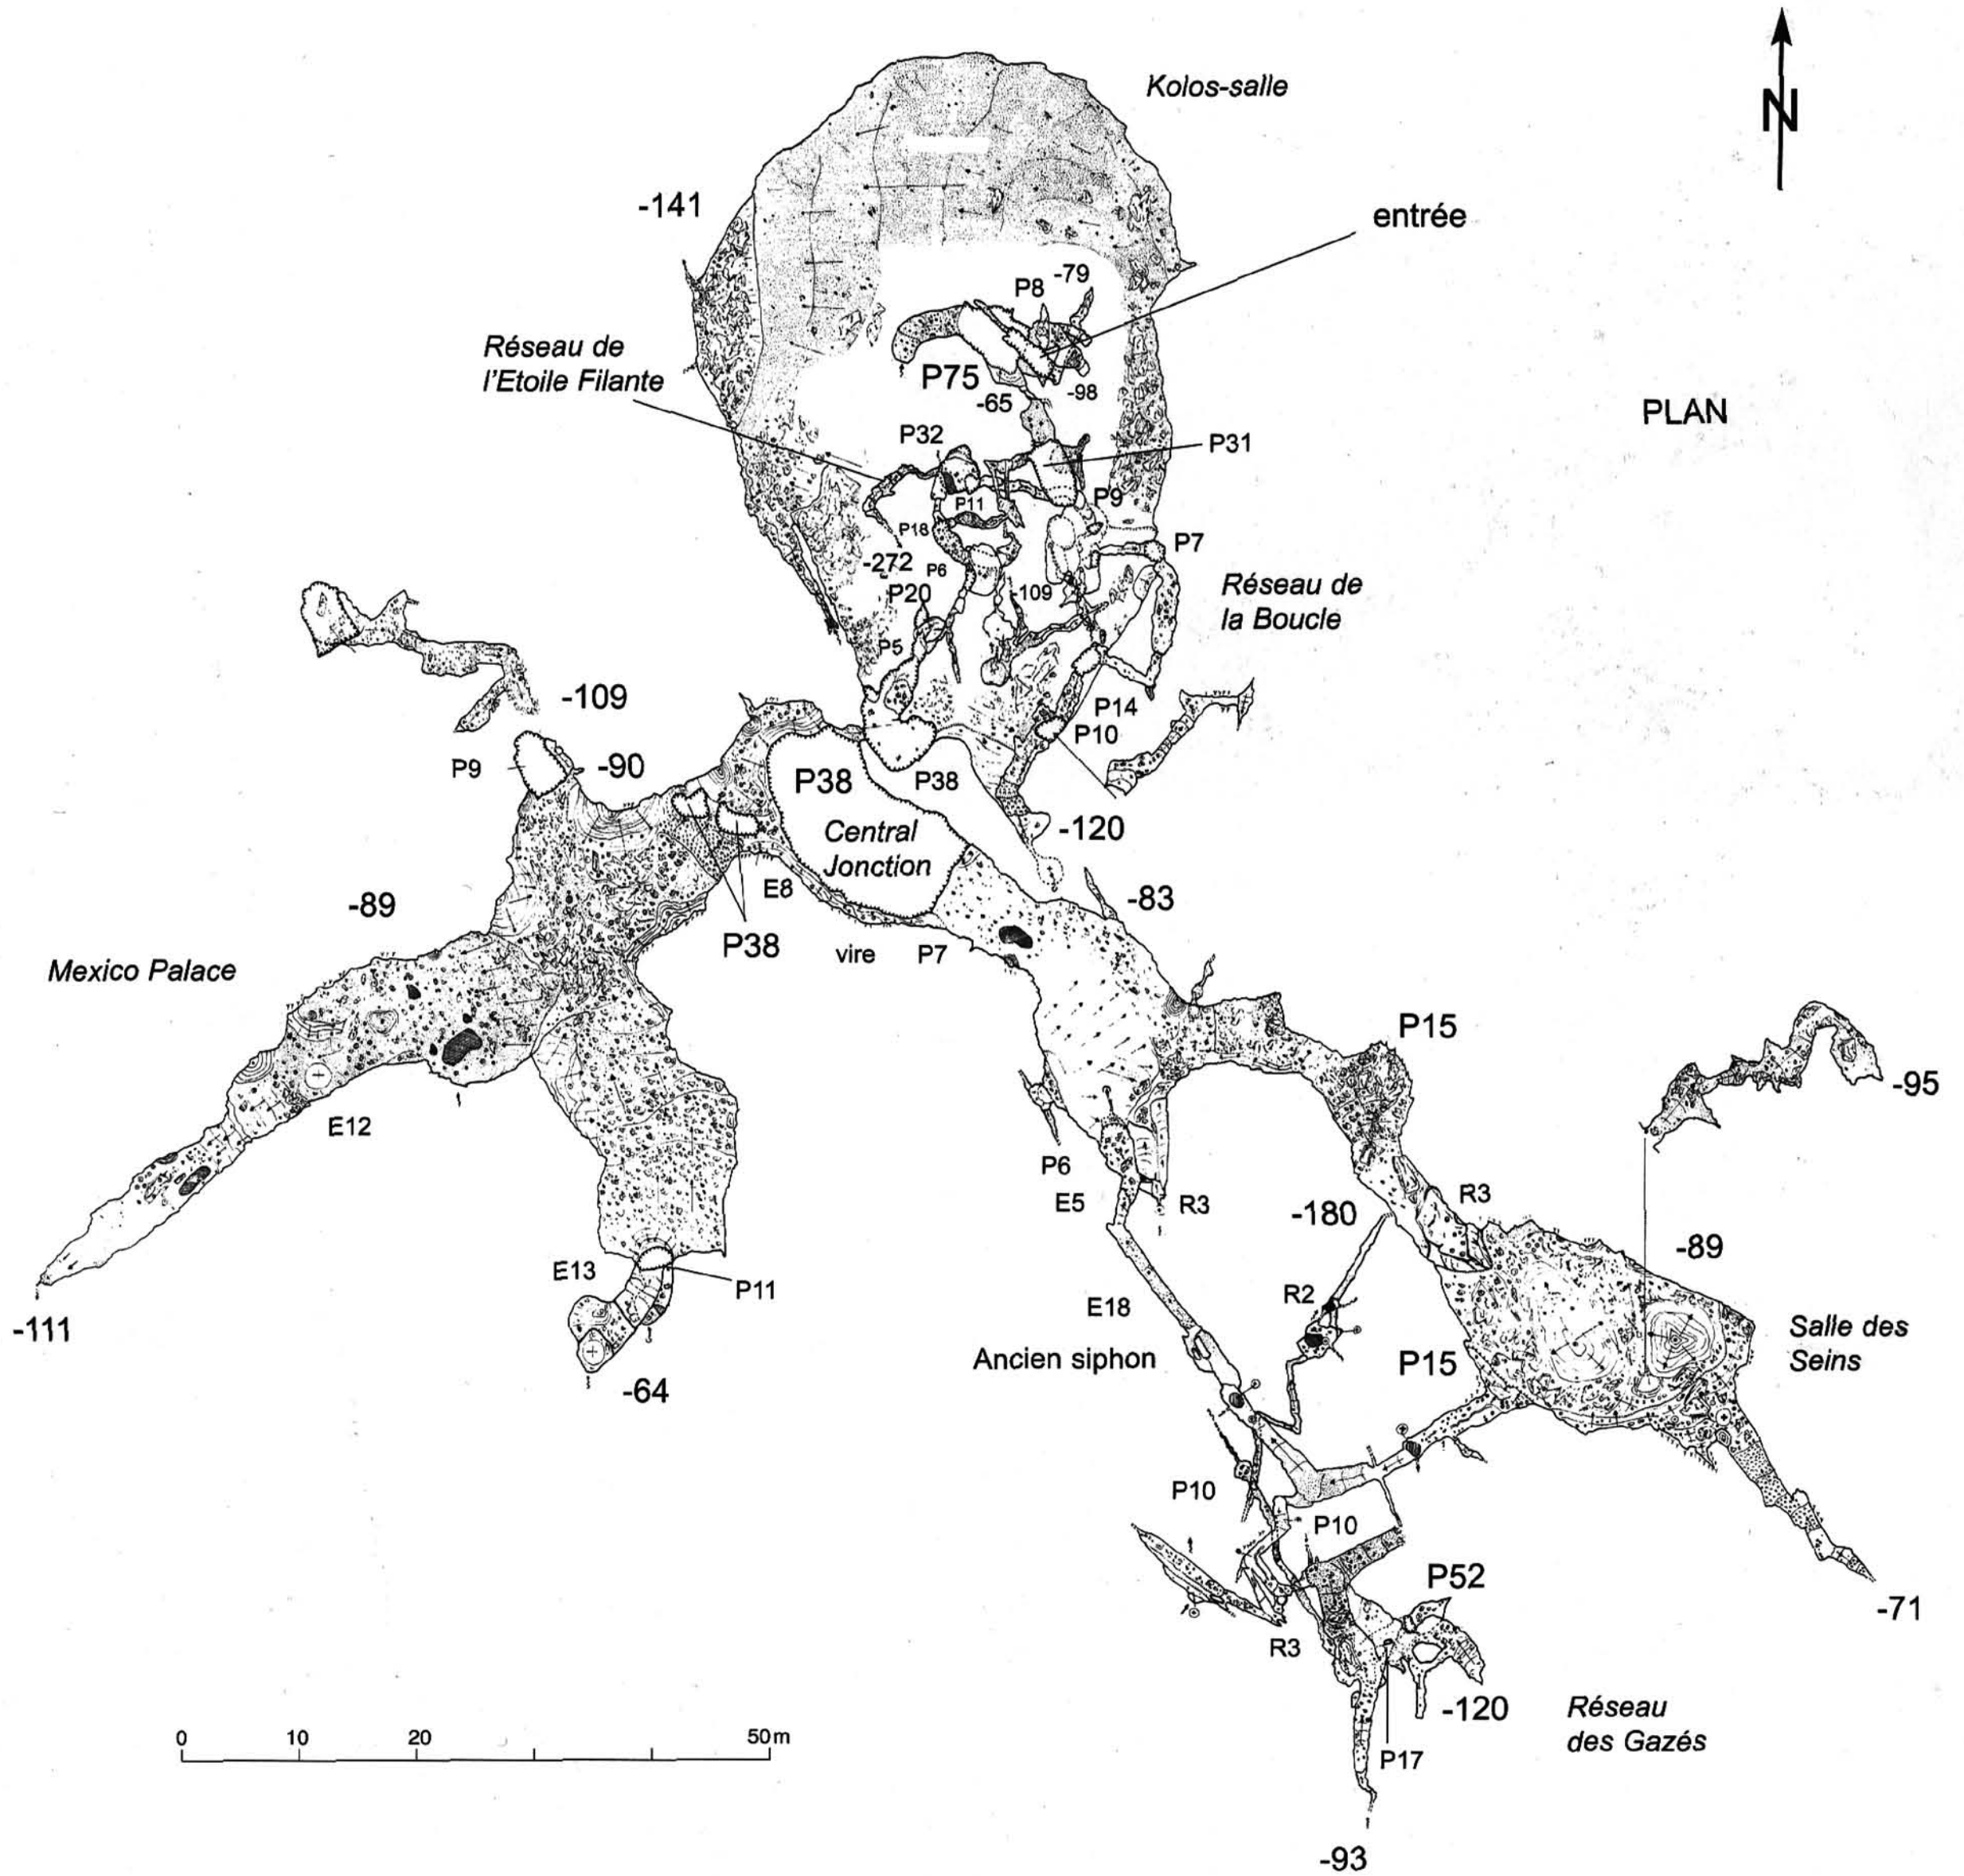 Kolos-salle
N
-141
entrée
-79
P8
Réseau de
l'Etoile Filante
P75
-65
-98
PLAN
P32
P31
P11
P9
P18
P7
-272
P6
P20
-109
Réseau de
la Boucle
P5
-109
P14
P10
P9
-90
P38
P38
Central
Jonction
-120
E8
-83
-89
P38
vire
P7
Mexico Palace
P15
-95
E12
P6
E5
R3
R3
-180
-89
E13
P11
R2
E18
-111
Salle des
Seins
Ancien siphon
P15
-64
P10
P10
P52
-71
R3
-120
Réseau
des Gazés
0
10
20
50m
P17
-93